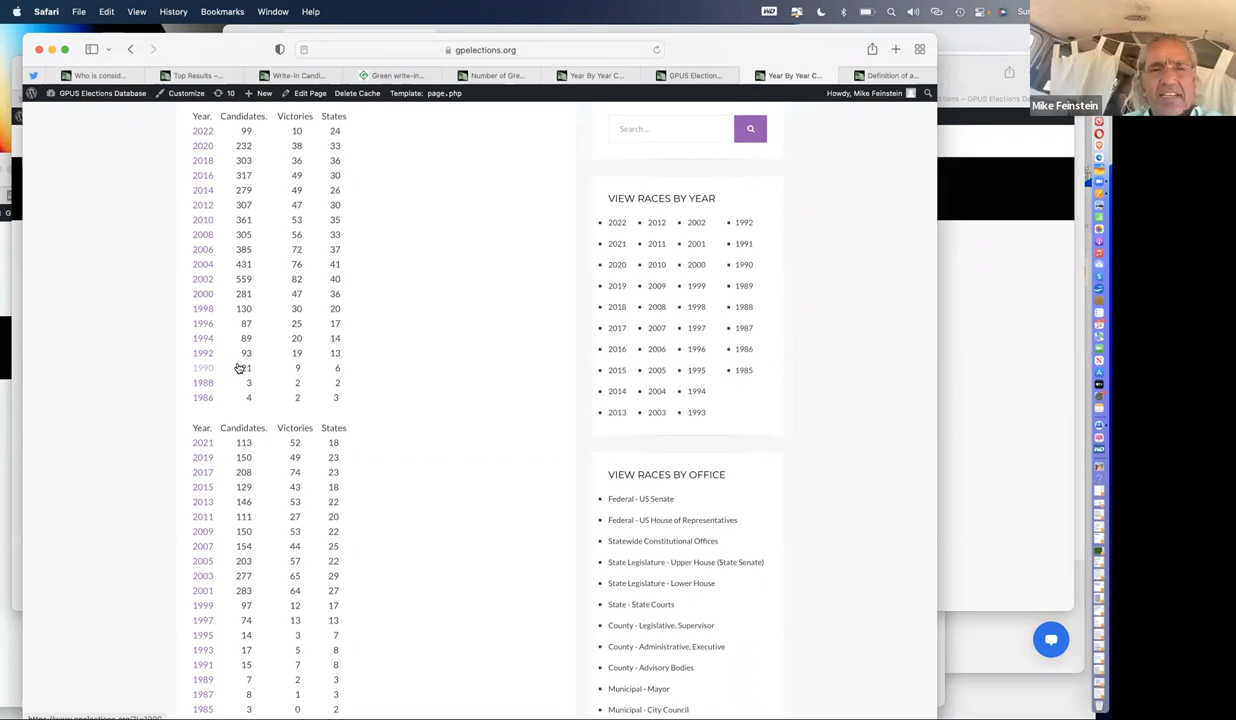 Safari File Edit View History Bookmarks Window Help
gpelections.org
Who is consid...
Top Results –...
Write-In Candi...
Green write-in...
Number of Gre...
Year By Year C...
GPUS Election...
Year By Year C...
Definition of a...
GPUS Elections Database Customize 10 New Edit Page Delete Cache Template: page.php Howdy, Mike Feinstein
Mike Feinstein
Year. Candidates. Victories States
2022 99 10 24
2020 232 38 33
2018 303 36 36
2016 317 49 30
2014 279 49 26
2012 307 47 30
2010 361 53 35
2008 305 56 33
2006 385 72 37
2004 431 76 41
2002 559 82 40
2000 281 47 36
1998 130 30 20
1996 87 25 17
1994 89 20 14
1992 93 19 13
1990 21 9 6
1988 3 2 2
1986 4 2 3
Year. Candidates. Victories States
2021 113 52 18
2019 150 49 23
2017 208 74 23
2015 129 43 18
2013 146 53 22
2011 111 27 20
2009 150 53 22
2007 154 44 25
2005 203 57 22
2003 277 65 29
2001 283 64 27
1999 97 12 17
1997 74 13 13
1995 14 3 7
1993 17 5 8
1991 15 7 8
1989 7 2 3
1987 8 1 3
1985 3 0 2
Search ...
VIEW RACES BY YEAR
2022 2012 2002 1992
2021 2011 2001 1991
2020 2010 2000 1990
2019 2009 1999 1989
2018 2008 1998 1988
2017 2007 1997 1987
2016 2006 1996 1986
2015 2005 1995 1985
2014 2004 1994
2013 2003 1993
VIEW RACES BY OFFICE
Federal - US Senate
Federal - US House of Representatives
Statewide Constitutional Offices
State Legislature - Upper House (State Senate)
State Legislature - Lower House
State - State Courts
County - Legislative, Supervisor
County - Administrative, Executive
County - Advisory Bodies
Municipal - Mayor
Municipal - City Council